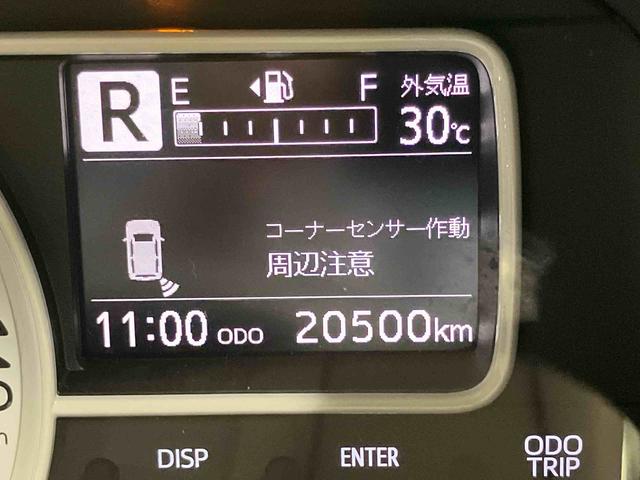 R E F 外気温
30℃
コーナーセンサー作動
周辺注意
11:00 ODO 20500km
DISP ENTER ODO
TRIP